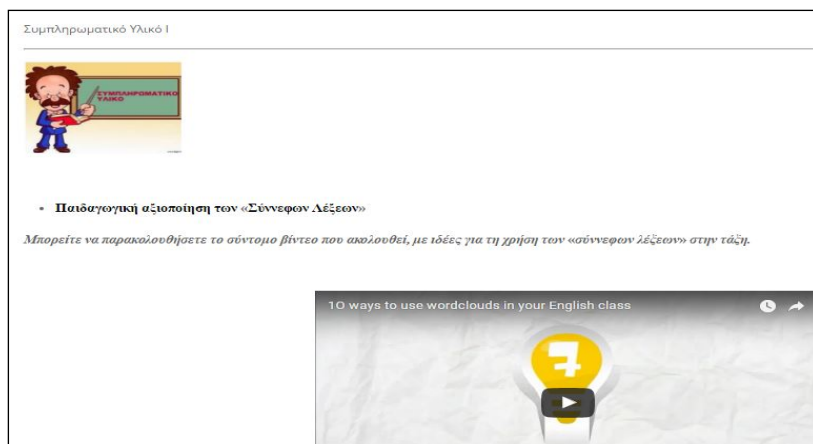 Συμπληρωματικό Υλικό Ι
ΣΥΜΠΛΗΡΩΜΑΤΙΚΟ
ΥΛΙΚΟ
• Παιδαγωγική αξιοποίηση των «Σύννεφων Λέξεων»
Μπορείτε να παρακολουθήσετε το σύντομο βίντεο που ακολουθεί, με ιδέες για τη χρήση των «σύννεφων λέξεων» στην τάξη.
10 ways to use wordclouds in your English class
7